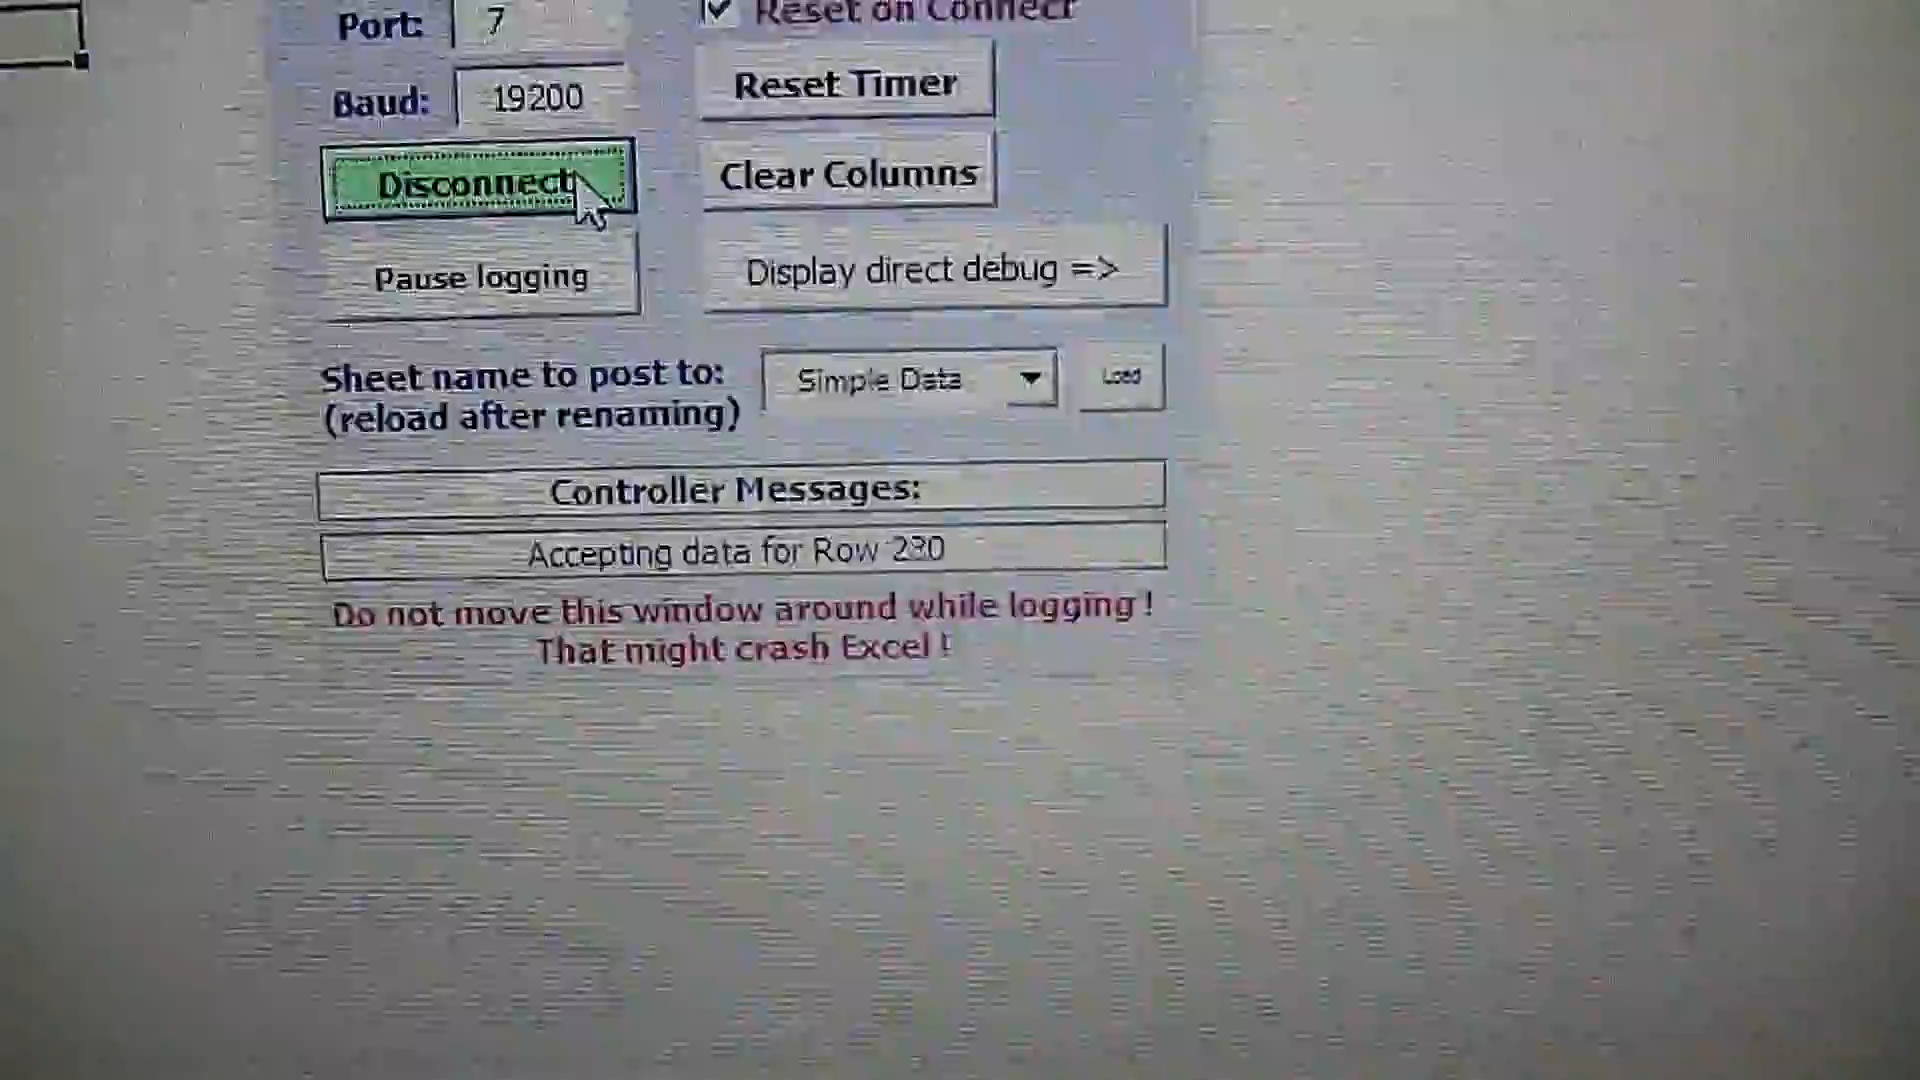 Port: 7
Reset on Connect
Baud: 19200
Reset Timer
Disconnect
Clear Columns
Pause logging
Display direct debug =>
Sheet name to post to:
(reload after renaming)
Simple Data
Load
Controller Messages:
Accepting data for Row 230
Do not move this window around while logging !
That might crash Excel !